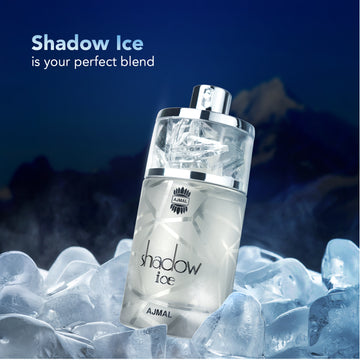 Shadow Ice
is your perfect blend
AJMAL
shadow
ice
AJMAL